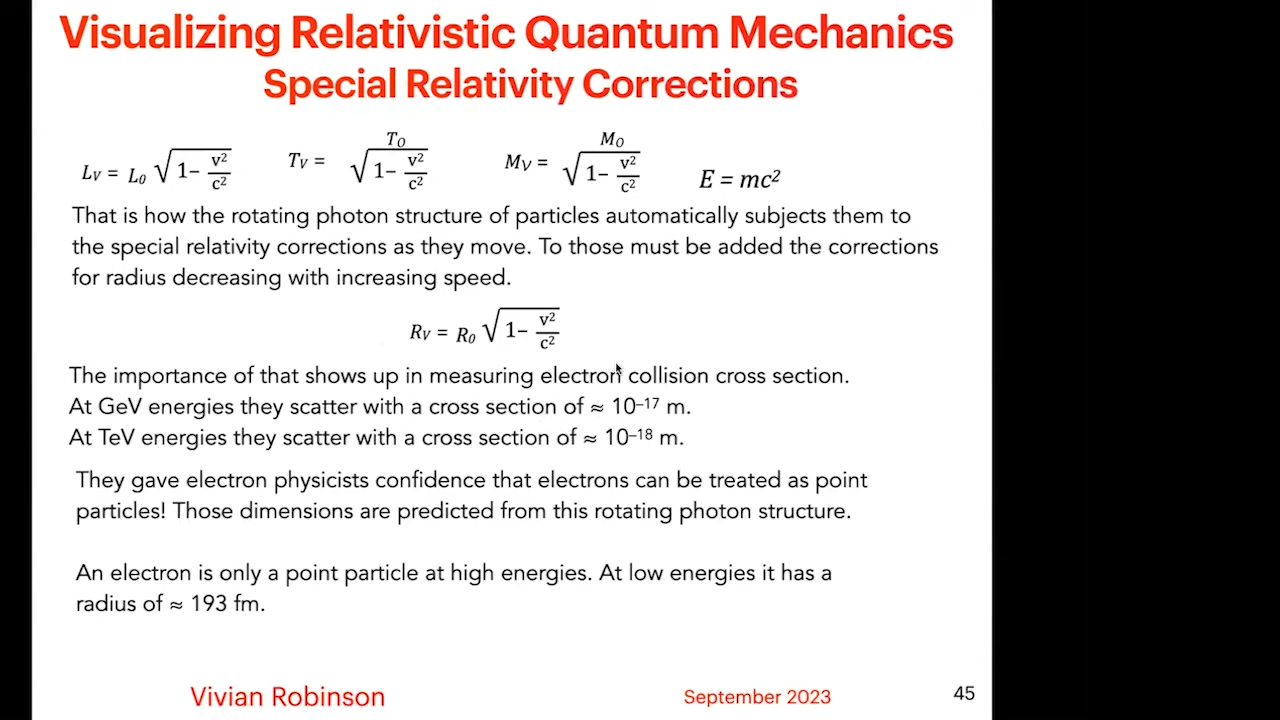 Visualizing Relativistic Quantum Mechanics
Special Relativity Corrections
Lv = L₀ √1– v²/c² Tv = T₀/√1– v²/c² Mv = M₀/√1– v²/c² E = mc²
That is how the rotating photon structure of particles automatically subjects them to
the special relativity corrections as they move. To those must be added the corrections
for radius decreasing with increasing speed.
Rv = R₀ √1– v²/c²
The importance of that shows up in measuring electron collision cross section.
At GeV energies they scatter with a cross section of ≈ 10⁻¹⁷ m.
At TeV energies they scatter with a cross section of ≈ 10⁻¹⁸ m.
They gave electron physicists confidence that electrons can be treated as point
particles! Those dimensions are predicted from this rotating photon structure.
An electron is only a point particle at high energies. At low energies it has a
radius of ≈ 193 fm.
Vivian Robinson September 2023 45